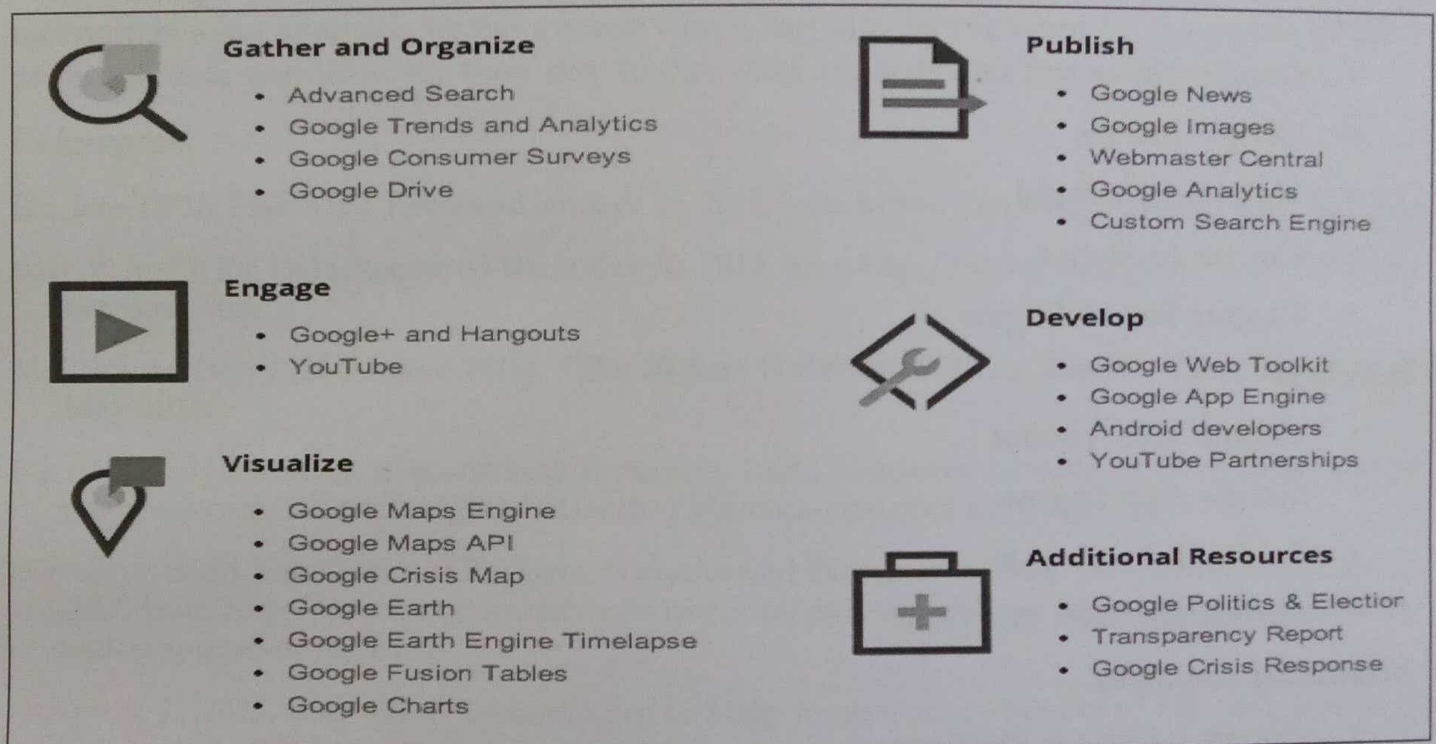 Gather and Organize
• Advanced Search
• Google Trends and Analytics
• Google Consumer Surveys
• Google Drive
Engage
• Google+ and Hangouts
• YouTube
Visualize
• Google Maps Engine
• Google Maps API
• Google Crisis Map
• Google Earth
• Google Earth Engine Timelapse
• Google Fusion Tables
• Google Charts
Publish
• Google News
• Google Images
• Webmaster Central
• Google Analytics
• Custom Search Engine
Develop
• Google Web Toolkit
• Google App Engine
• Android developers
• YouTube Partnerships
Additional Resources
• Google Politics & Election
• Transparency Report
• Google Crisis Response